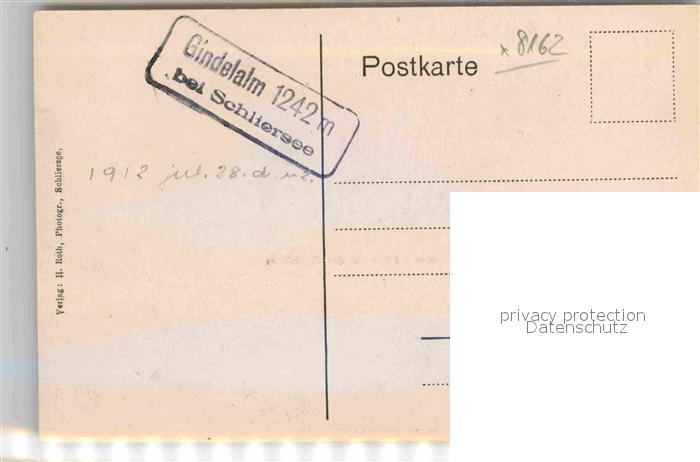 Gindelalm 1242 m
bei Schliersee
Postkarte
8162
1912 jul. 28. d. u.
Verlag: H. Roth, Photogr., Schliersee.
privacy protection
Datenschutz